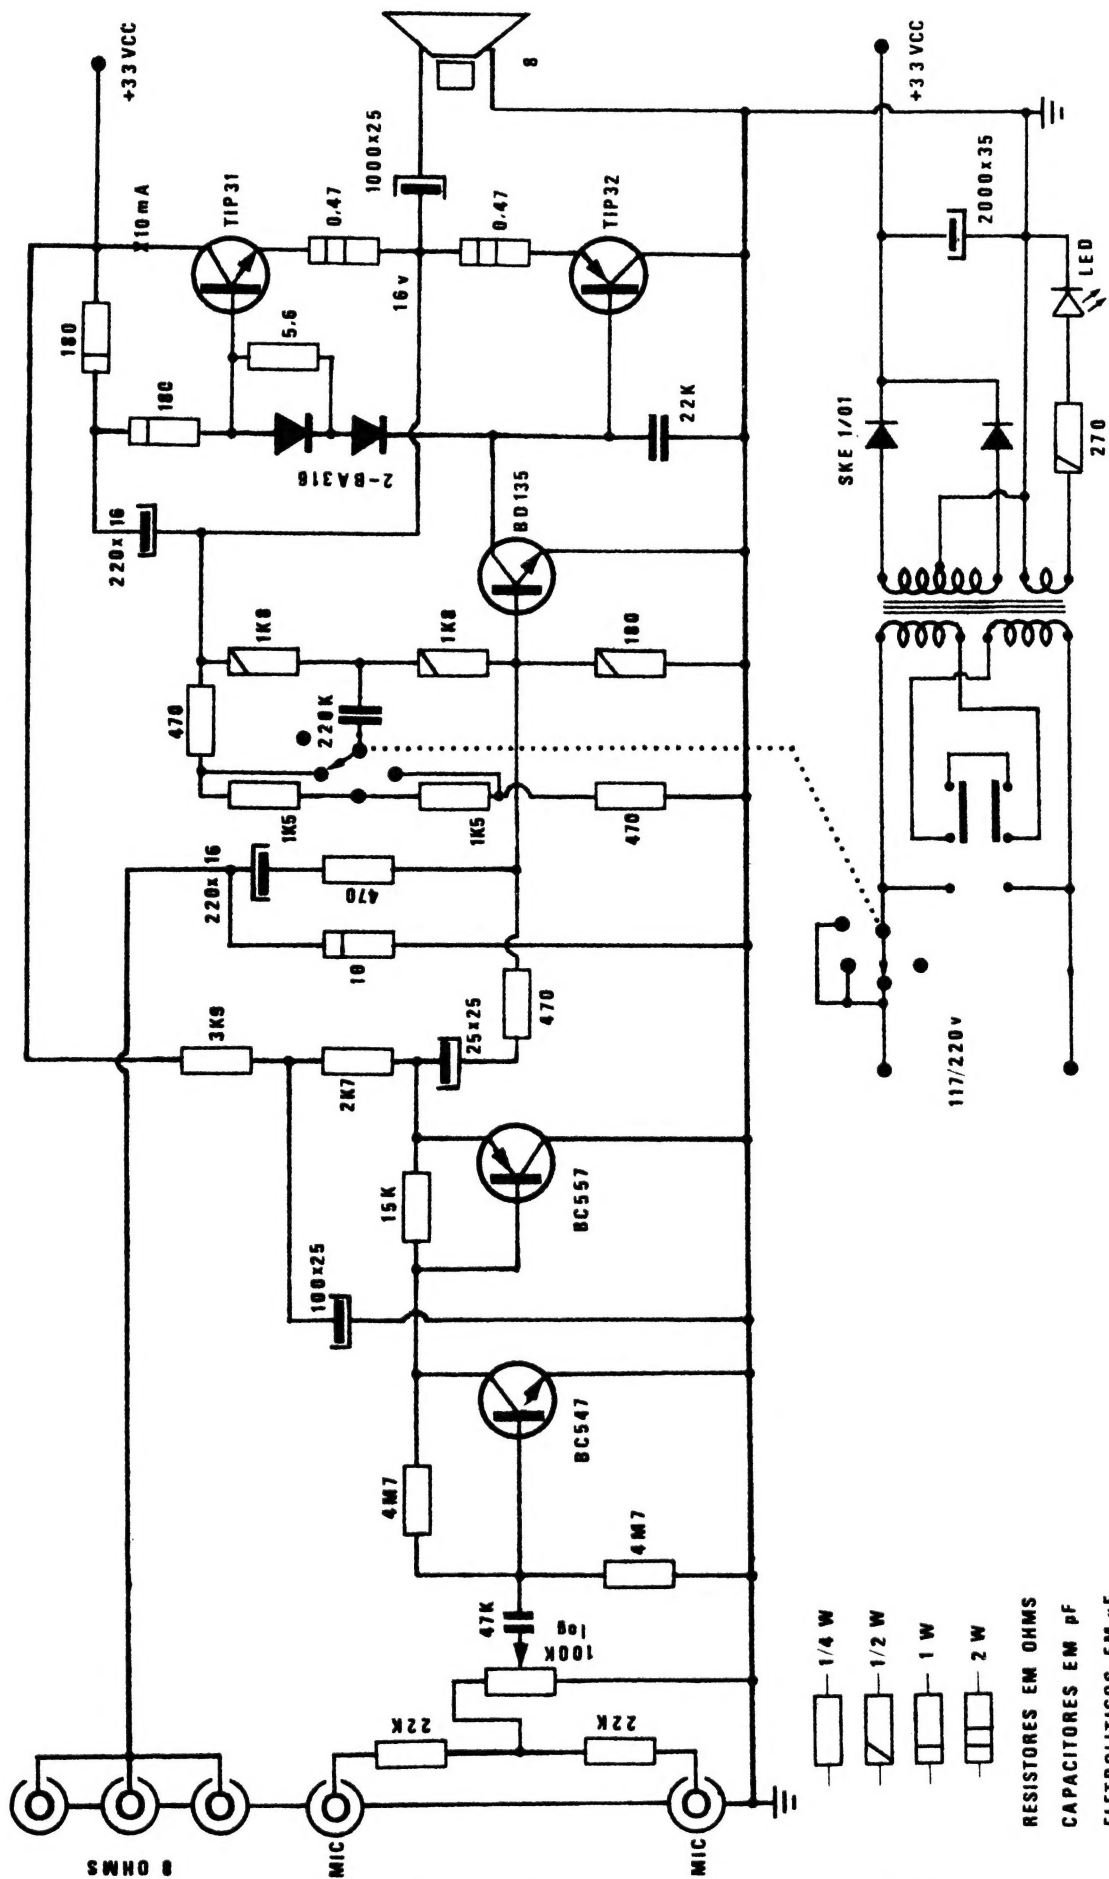 8 OHMS
MIC
MIC
22K
22K
100K
log
47K
4M7
4M7
BC547
100x25
15K
BC557
3K9
2K7
25x25
470
10
220x16
470
1K5
1K5
470
470
220K
1K8
1K8
180
220x16
180
180
2-BA316
5,6
BD135
22K
+33VCC
X10mA
TIP31
0,47
16v
0,47
TIP32
1000x25
8
117/220v
SKE 1/01
+33VCC
2000x35
LED
270
1/4 W
1/2 W
1 W
2 W
RESISTORES EM OHMS
CAPACITORES EM pF